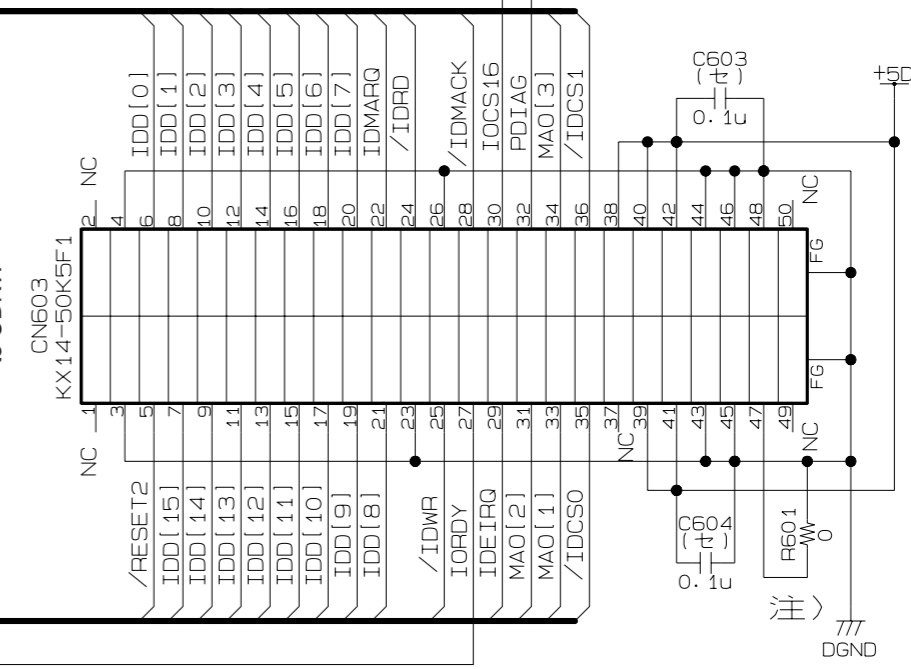 C603
(セ)
0.1u
+5D
IDD[0]
IDD[1]
IDD[2]
IDD[3]
IDD[4]
IDD[5]
IDD[6]
IDD[7]
IDMARQ
/IDRD
/IDMACK
IOCS16
PDIAG
MA0[3]
/IDCS1
NC
NC
2
4
6
8
10
12
14
16
18
20
22
24
26
28
30
32
34
36
38
40
42
44
46
48
50
CN603
KX14-50K5F1
FG
FG
1
3
5
7
9
11
13
15
17
19
21
23
25
27
29
31
33
35
37
39
41
43
45
47
49
NC
NC
NC
/RESET2
IDD[15]
IDD[14]
IDD[13]
IDD[12]
IDD[11]
IDD[10]
IDD[9]
IDD[8]
/IDWR
IORDY
IDEIRQ
MA0[2]
MA0[1]
/IDCS0
C604
(セ)
0.1u
R601
0
注)
DGND